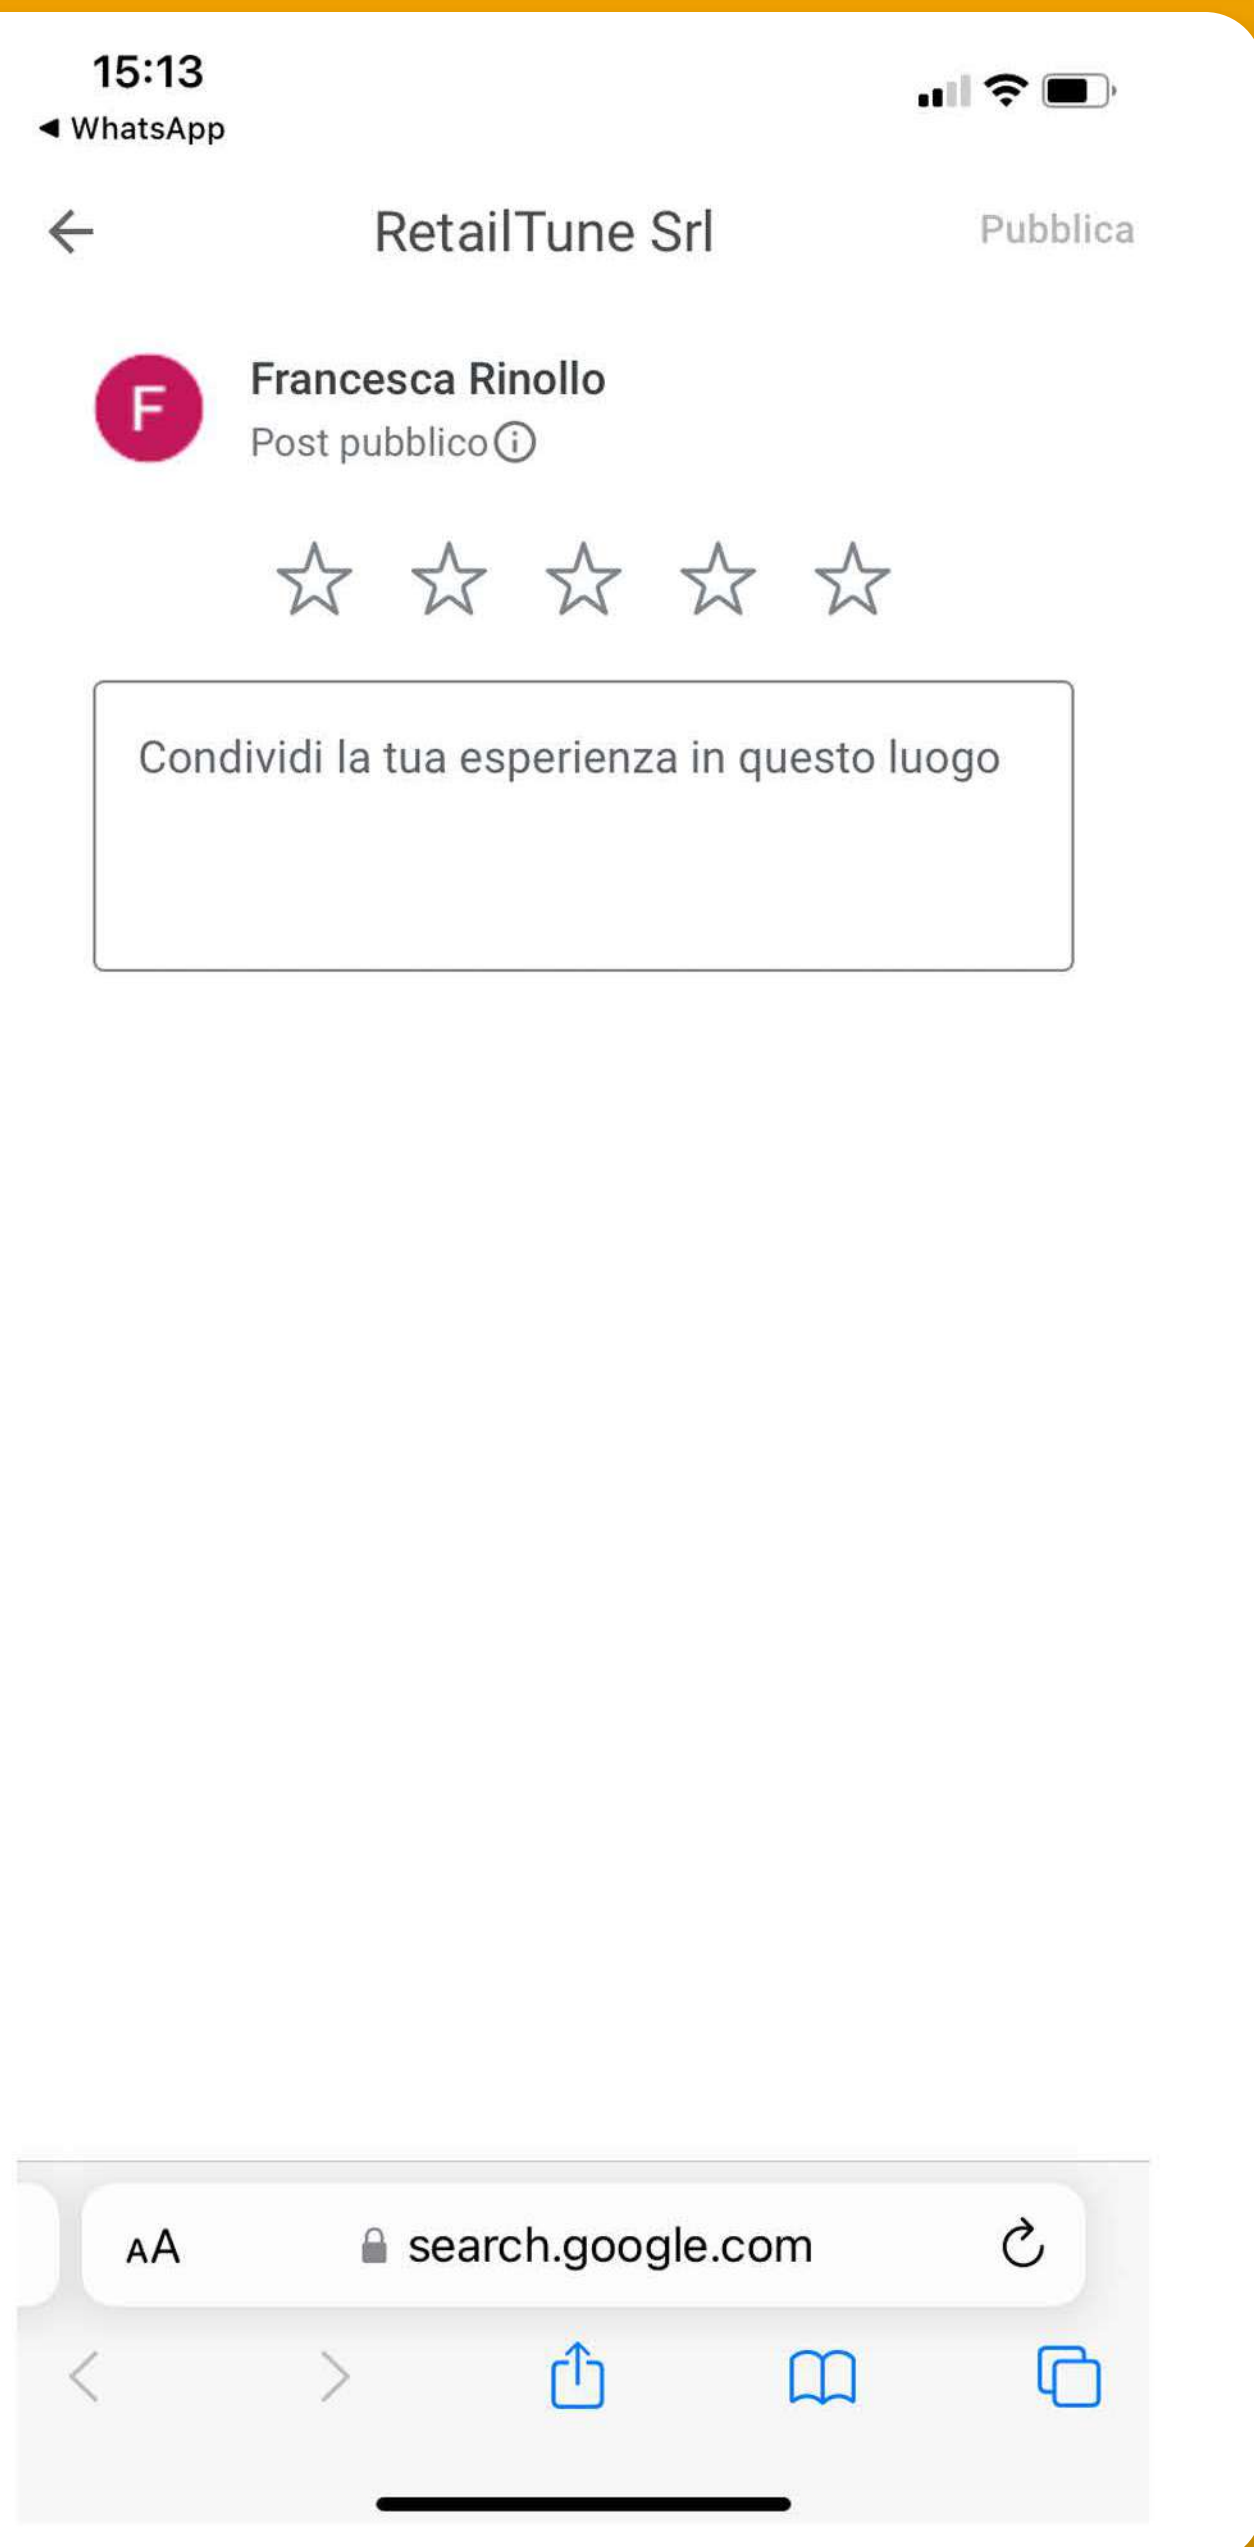 15:13
◀ WhatsApp
RetailTune Srl
Pubblica
F
Francesca Rinollo
Post pubblico
Condividi la tua esperienza in questo luogo
AA
search.google.com